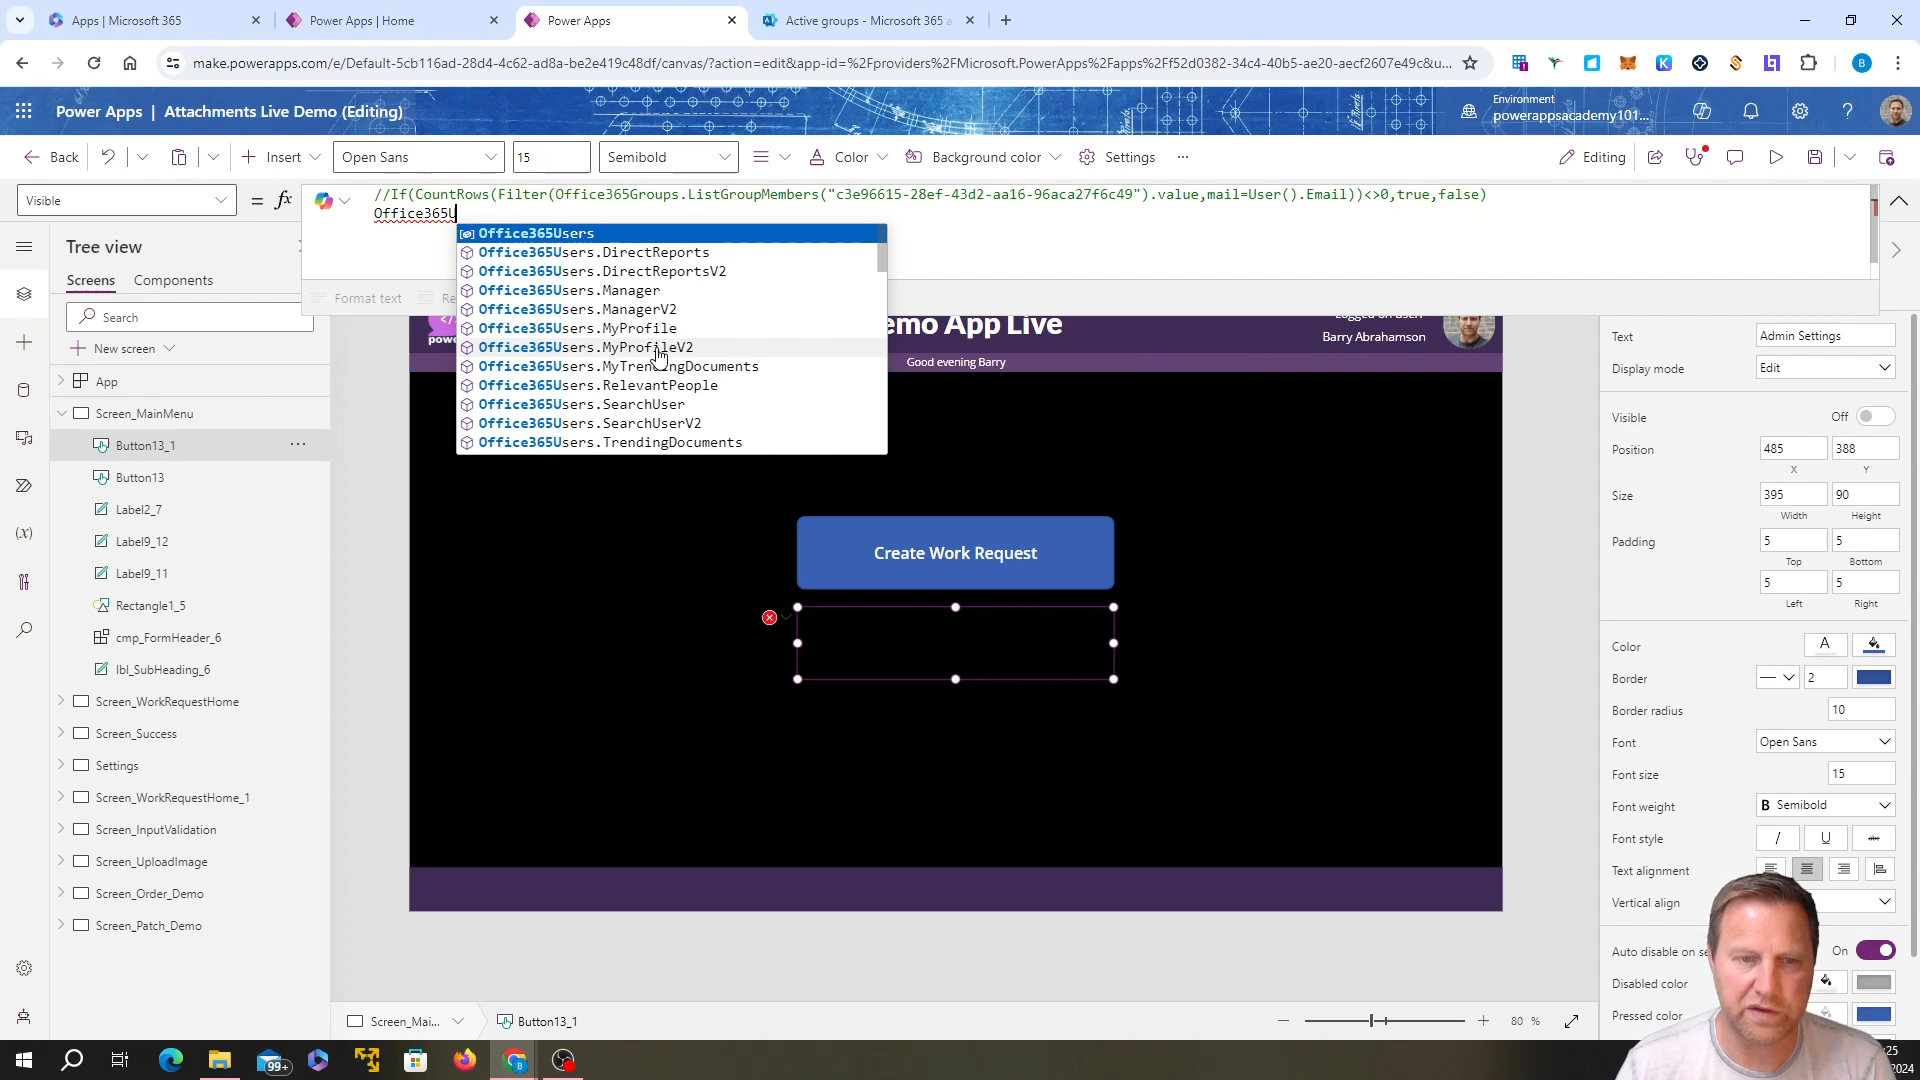 Apps | Microsoft 365
Power Apps | Home
Power Apps
Active groups - Microsoft 365 a
make.powerapps.com/e/Default-5cb116ad-28d4-4c62-ad8a-be2e419c48df/canvas/?action=edit&app-id=%2Fproviders%2FMicrosoft.PowerApps%2Fapps%2Ff52d0382-34c4-40b5-ae20-aecf2607e49c&u...
B
Power Apps | Attachments Live Demo (Editing)
Environment
powerappsacademy101...
Back
Insert
Open Sans
15
Semibold
Color
Background color
Settings
Editing
Visible
= fx
//If(CountRows(Filter(Office365Groups.ListGroupMembers("c3e96615-28ef-43d2-aa16-96aca27f6c49").value,mail=User().Email))<>0,true,false)
Office365U
Office365Users
Office365Users.DirectReports
Office365Users.DirectReportsV2
Office365Users.Manager
Office365Users.ManagerV2
Office365Users.MyProfile
Office365Users.MyProfileV2
Office365Users.MyTrendingDocuments
Office365Users.RelevantPeople
Office365Users.SearchUser
Office365Users.SearchUserV2
Office365Users.TrendingDocuments
Format text
Tree view
Screens
Components
Search
New screen
App
Screen_MainMenu
Button13_1
Button13
Label2_7
Label9_12
Label9_11
Rectangle1_5
cmp_FormHeader_6
lbl_SubHeading_6
Screen_WorkRequestHome
Screen_Success
Settings
Screen_WorkRequestHome_1
Screen_InputValidation
Screen_UploadImage
Screen_Order_Demo
Screen_Patch_Demo
emo App Live
Logged on user:
Barry Abrahamson
Good evening Barry
Create Work Request
Text
Admin Settings
Display mode
Edit
Visible
Off
Position
485
388
X
Y
Size
395
90
Width
Height
Padding
5
5
Top
Bottom
5
5
Left
Right
Color
A
Border
2
Border radius
10
Font
Open Sans
Font size
15
Font weight
B Semibold
Font style
/
U
abc
Text alignment
Vertical align
Auto disable on se
On
Disabled color
Pressed color
Screen_Mai...
Button13_1
80 %
99+
25
2024